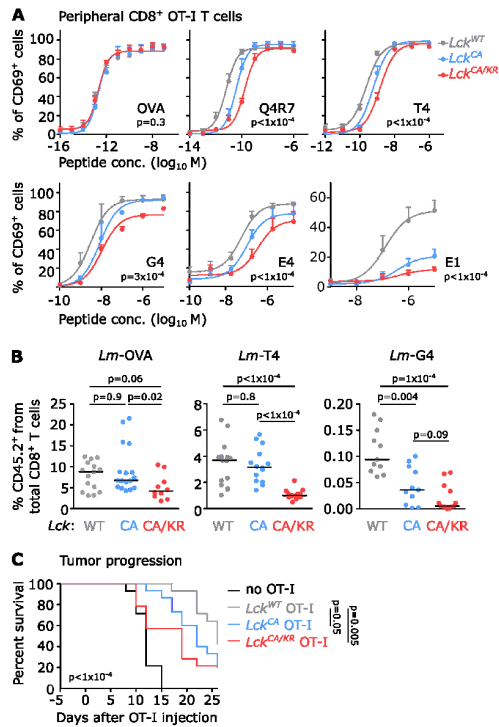 A Peripheral CD8⁺ OT-I T cells
% of CD69⁺ cells
100
80
60
40
20
0
OVA
p=0.3
-16 -14 -12 -10 -8 -6
Q4R7
p<1x10⁻⁴
-14 -12 -10 -8 -6
Lck^WT
Lck^CA
Lck^CA/KR
T4
p<1x10⁻⁴
-12 -10 -8 -6
Peptide conc. (log₁₀ M)
% of CD69⁺ cells
100
80
60
40
20
0
G4
p=3x10⁻⁴
-10 -8 -6
E4
p<1x10⁻⁴
-10 -8 -6
60
40
20
0
E1
p<1x10⁻⁴
-8 -6
Peptide conc. (log₁₀ M)
B Lm-OVA Lm-T4 Lm-G4
% CD45.2⁺ from
total CD8⁺ T cells
p=0.06
p=0.9 p=0.02
25
20
15
10
5
0
p<1x10⁻⁴
p=0.8
p<1x10⁻⁴
8
6
4
2
0
p=1x10⁻⁴
p=0.004
p=0.09
0.20
0.15
0.10
0.05
0.00
Lck: WT CA CA/KR WT CA CA/KR WT CA CA/KR
C Tumor progression
Percent survival
100
80
60
40
20
0
no OT-I
Lck^WT OT-I
Lck^CA OT-I
Lck^CA/KR OT-I
p=0.05
p=0.005
p<1x10⁻⁴
-5 0 5 10 15 20 25
Days after OT-I injection